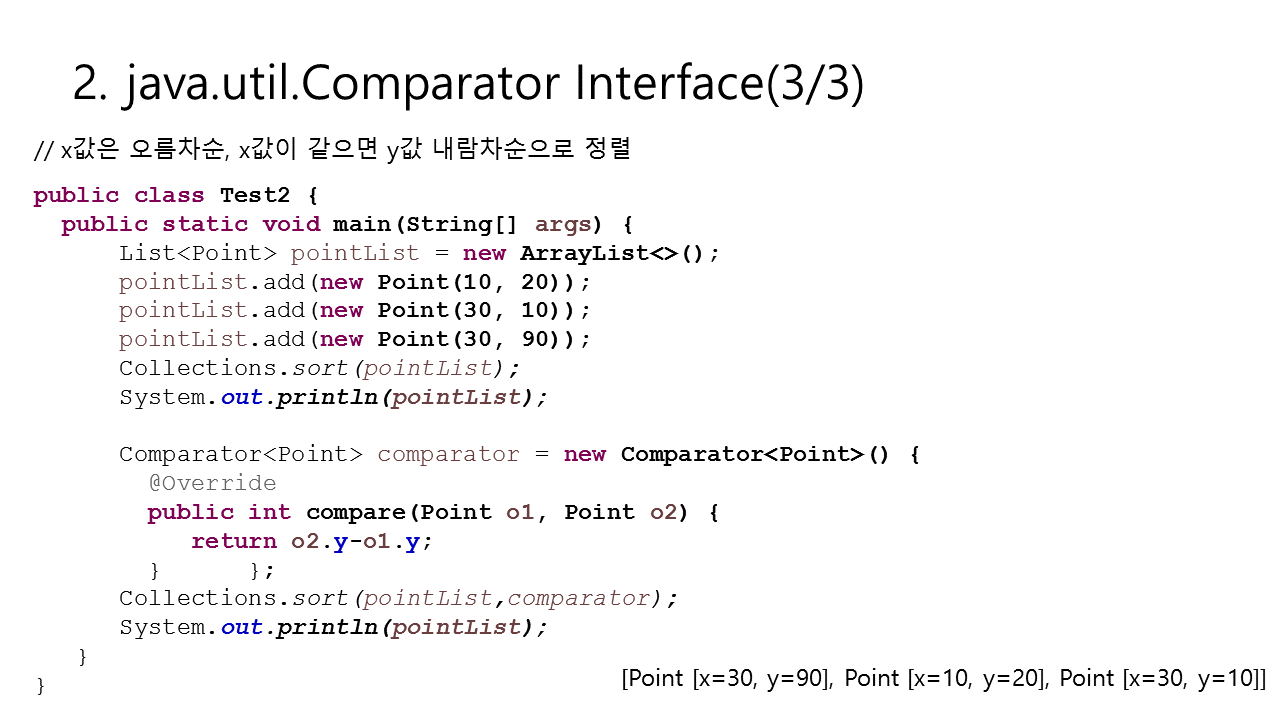 2. java.util.Comparator Interface(3/3)
// x값은 오름차순, x값이 같으면 y값 내람차순으로 정렬
public class Test2 {
public static void main(String[] args) {
List<Point> pointList = new ArrayList<>();
pointList.add(new Point(10, 20));
pointList.add(new Point(30, 10));
pointList.add(new Point(30, 90));
Collections.sort(pointList);
System.out.println(pointList);
Comparator<Point> comparator = new Comparator<Point>() {
@Override
public int compare(Point o1, Point o2) {
return o2.y-o1.y;
} };
Collections.sort(pointList,comparator);
System.out.println(pointList);
}
}
[Point [x=30, y=90], Point [x=10, y=20], Point [x=30, y=10]]